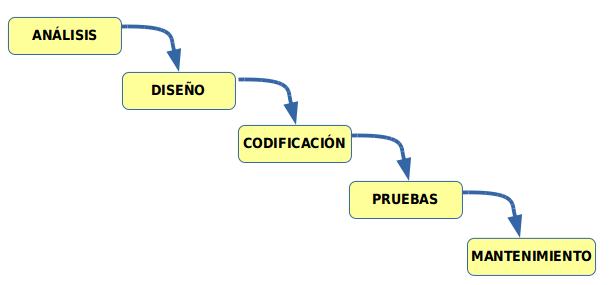 ANÁLISIS
DISEÑO
CODIFICACIÓN
PRUEBAS
MANTENIMIENTO